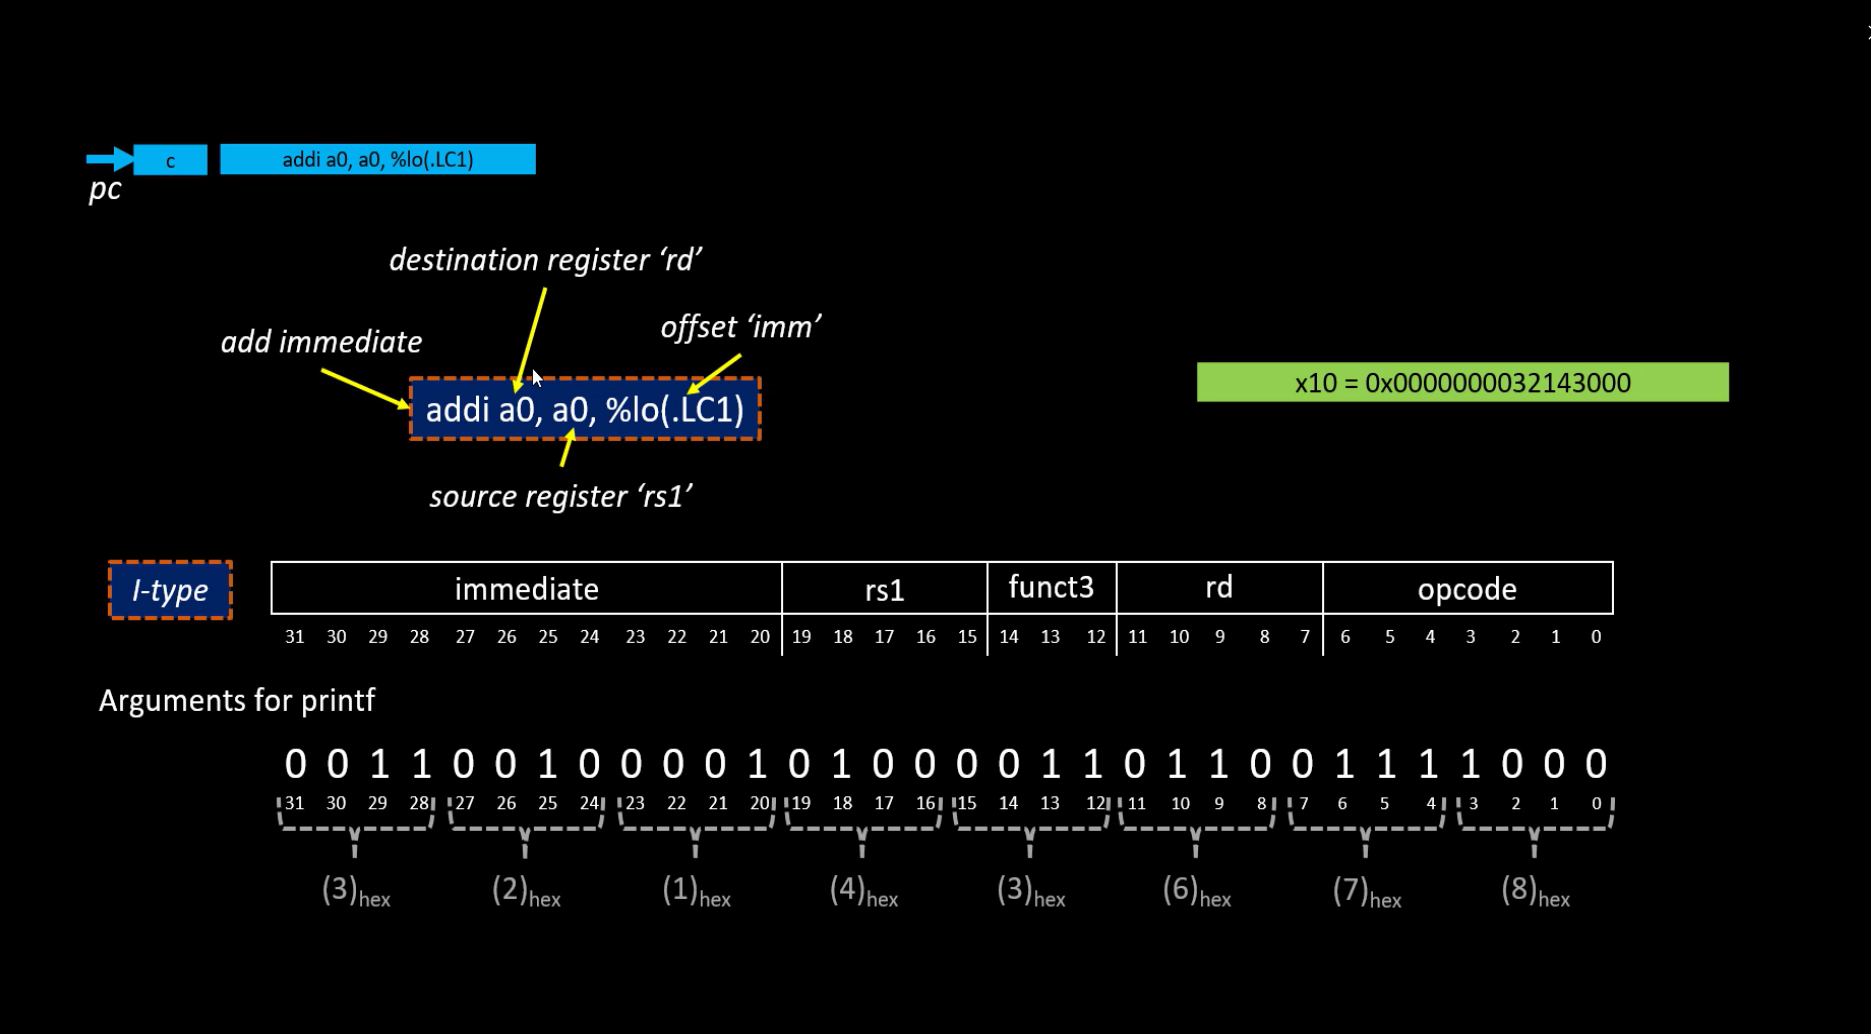 c addi a0, a0, %lo(.LC1)
pc
destination register ‘rd’
offset ‘imm’
add immediate
x10 = 0x0000000032143000
addi a0, a0, %lo(.LC1)
source register ‘rs1’
I-type immediate rs1 funct3 rd opcode
31 30 29 28 27 26 25 24 23 22 21 20 19 18 17 16 15 14 13 12 11 10 9 8 7 6 5 4 3 2 1 0
Arguments for printf
0 0 1 1 0 0 1 0 0 0 0 1 0 1 0 0 0 0 1 1 0 1 1 0 0 1 1 1 1 0 0 0
31 30 29 28 27 26 25 24 23 22 21 20 19 18 17 16 15 14 13 12 11 10 9 8 7 6 5 4 3 2 1 0
(3)hex (2)hex (1)hex (4)hex (3)hex (6)hex (7)hex (8)hex